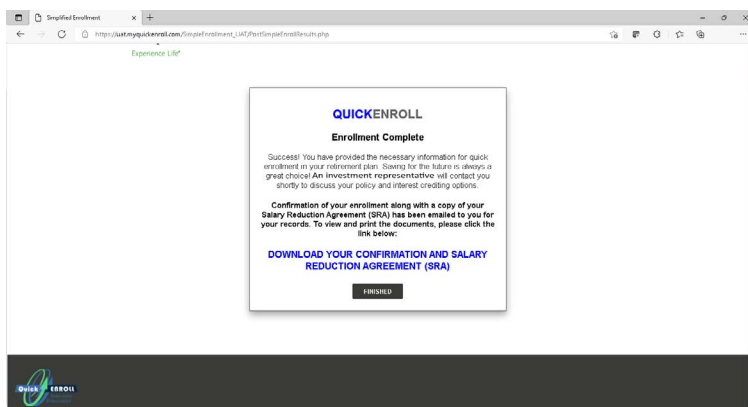 Simplified Enrollment
https://uat.myquickenroll.com/SimpleEnrollment_UAT/PostSimpleEnrollResults.php
Experience Life
QUICKENROLL
Enrollment Complete
Success! You have provided the necessary information for quick
enrollment in your retirement plan. Saving for the future is always a
great choice! An investment representative will contact you
shortly to discuss your policy and interest crediting options.
Confirmation of your enrollment along with a copy of your
Salary Reduction Agreement (SRA) has been emailed to you for
your records. To view and print the documents, please click the
link below:
DOWNLOAD YOUR CONFIRMATION AND SALARY
REDUCTION AGREEMENT (SRA)
FINISHED
Quick ENROLL